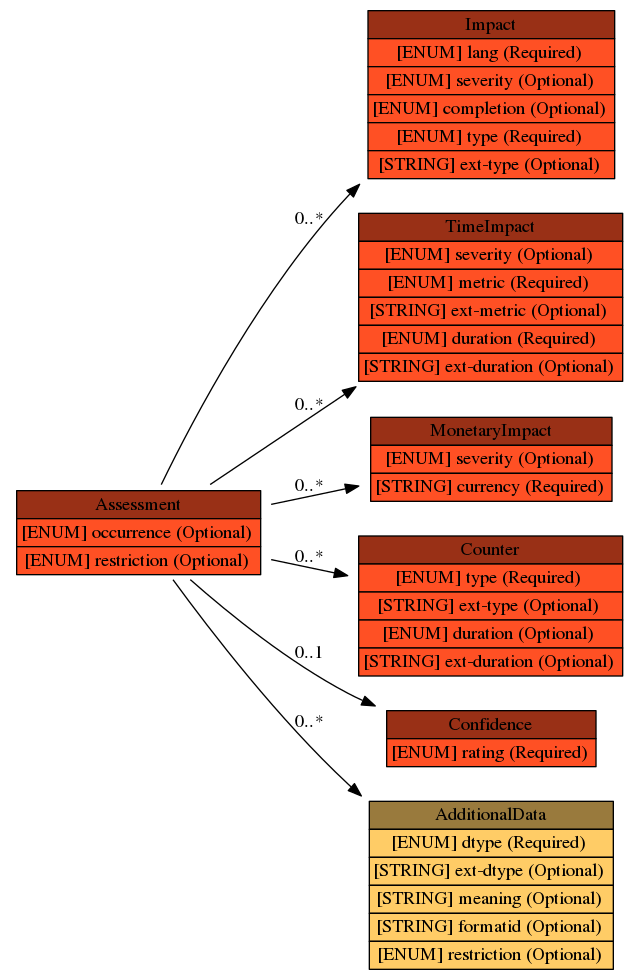 Impact
[ENUM] lang (Required)
[ENUM] severity (Optional)
[ENUM] completion (Optional)
[ENUM] type (Required)
[STRING] ext-type (Optional)
0..*
TimeImpact
[ENUM] severity (Optional)
[ENUM] metric (Required)
[STRING] ext-metric (Optional)
[ENUM] duration (Required)
[STRING] ext-duration (Optional)
0..*
MonetaryImpact
[ENUM] severity (Optional)
[STRING] currency (Required)
0..*
Assessment
[ENUM] occurrence (Optional)
[ENUM] restriction (Optional)
0..*
Counter
[ENUM] type (Required)
[STRING] ext-type (Optional)
[ENUM] duration (Optional)
[STRING] ext-duration (Optional)
0..1
Confidence
[ENUM] rating (Required)
0..*
AdditionalData
[ENUM] dtype (Required)
[STRING] ext-dtype (Optional)
[STRING] meaning (Optional)
[STRING] formatid (Optional)
[ENUM] restriction (Optional)